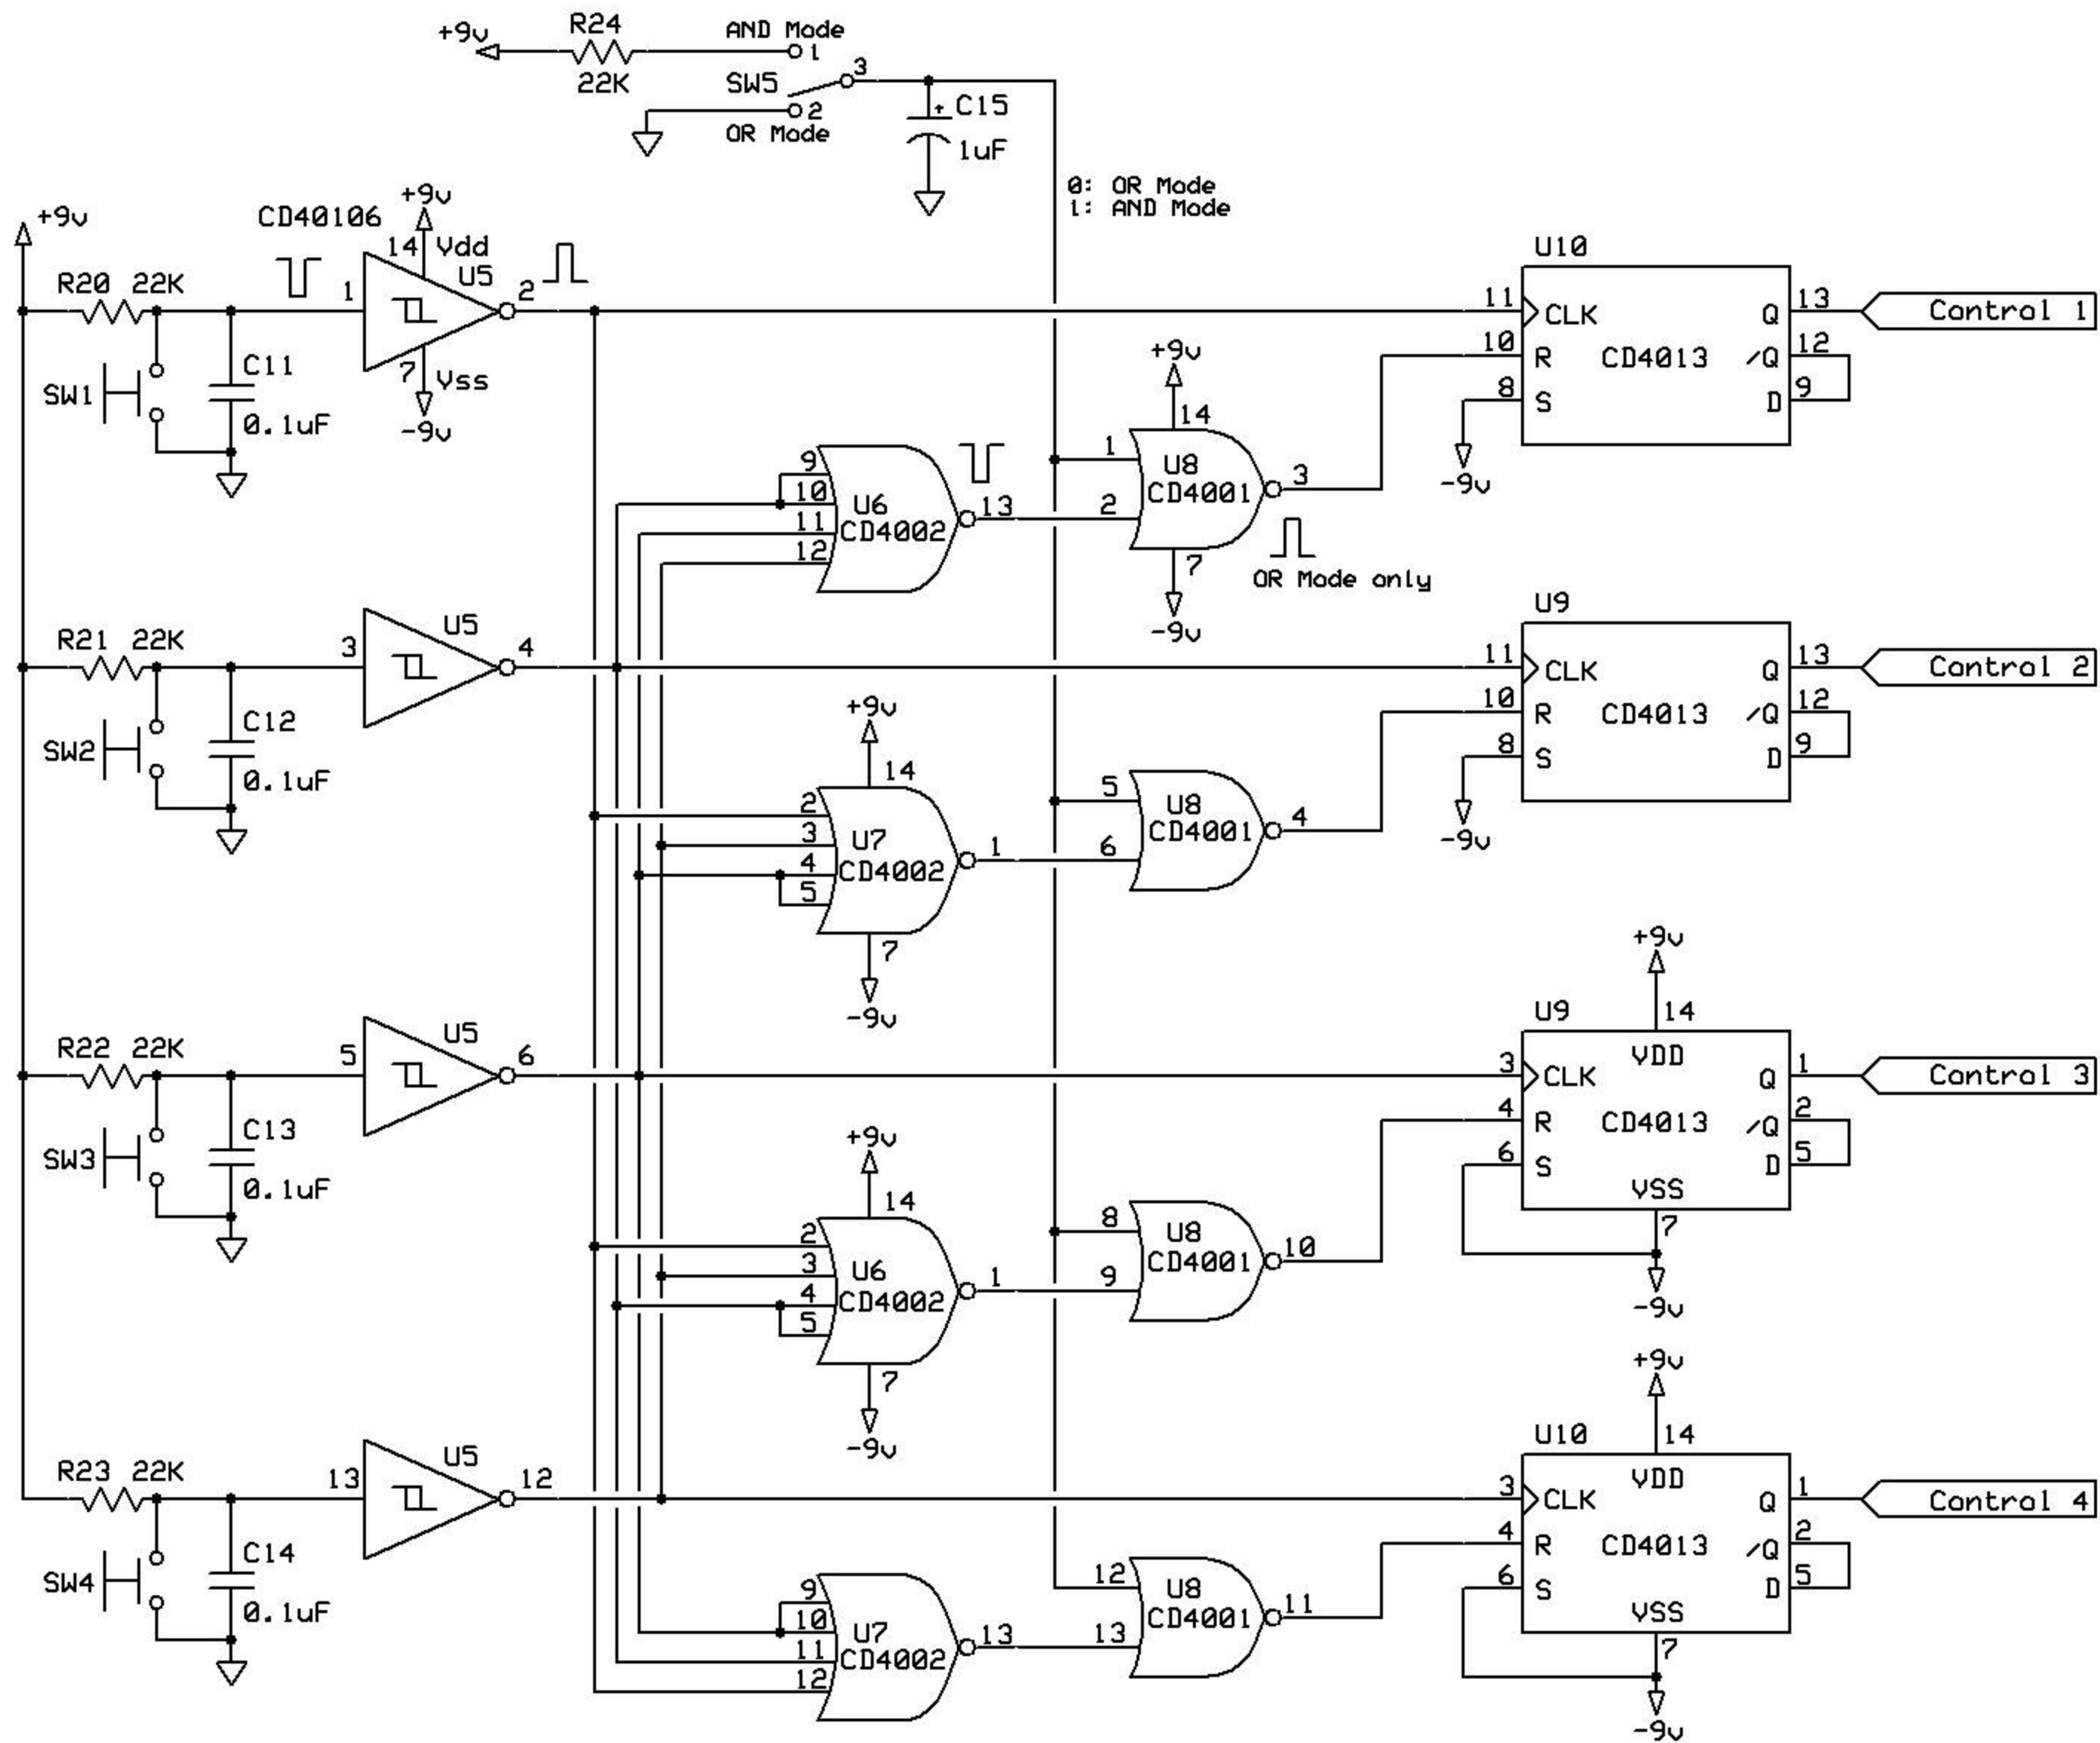 R24
+9v
AND Mode
1
22K
SW5
3
2
OR Mode
C15
+
1uF
0: OR Mode
1: AND Mode
+9v
CD40106
+9v
14
Vdd
U5
R20 22K
1
2
7
Vss
-9v
SW1
C11
0.1uF
U10
11
CLK
Q
13
Control 1
10
R
CD4013
/Q
12
8
S
D
9
-9v
9
10
11
12
U6
CD4002
13
+9v
14
1
2
U8
CD4001
3
7
-9v
OR Mode only
R21 22K
3
U5
4
SW2
C12
0.1uF
U9
11
CLK
Q
13
Control 2
10
R
CD4013
/Q
12
8
S
D
9
-9v
+9v
14
2
3
4
5
U7
CD4002
1
7
-9v
5
6
U8
CD4001
4
R22 22K
5
U5
6
SW3
C13
0.1uF
+9v
U9
14
VDD
3
CLK
Q
1
Control 3
4
R
CD4013
/Q
2
6
S
D
5
VSS
7
-9v
+9v
14
2
3
4
5
U6
CD4002
1
7
-9v
8
9
U8
CD4001
10
R23 22K
13
U5
12
SW4
C14
0.1uF
+9v
U10
14
VDD
3
CLK
Q
1
Control 4
4
R
CD4013
/Q
2
6
S
D
5
VSS
7
-9v
9
10
11
12
U7
CD4002
13
12
13
U8
CD4001
11